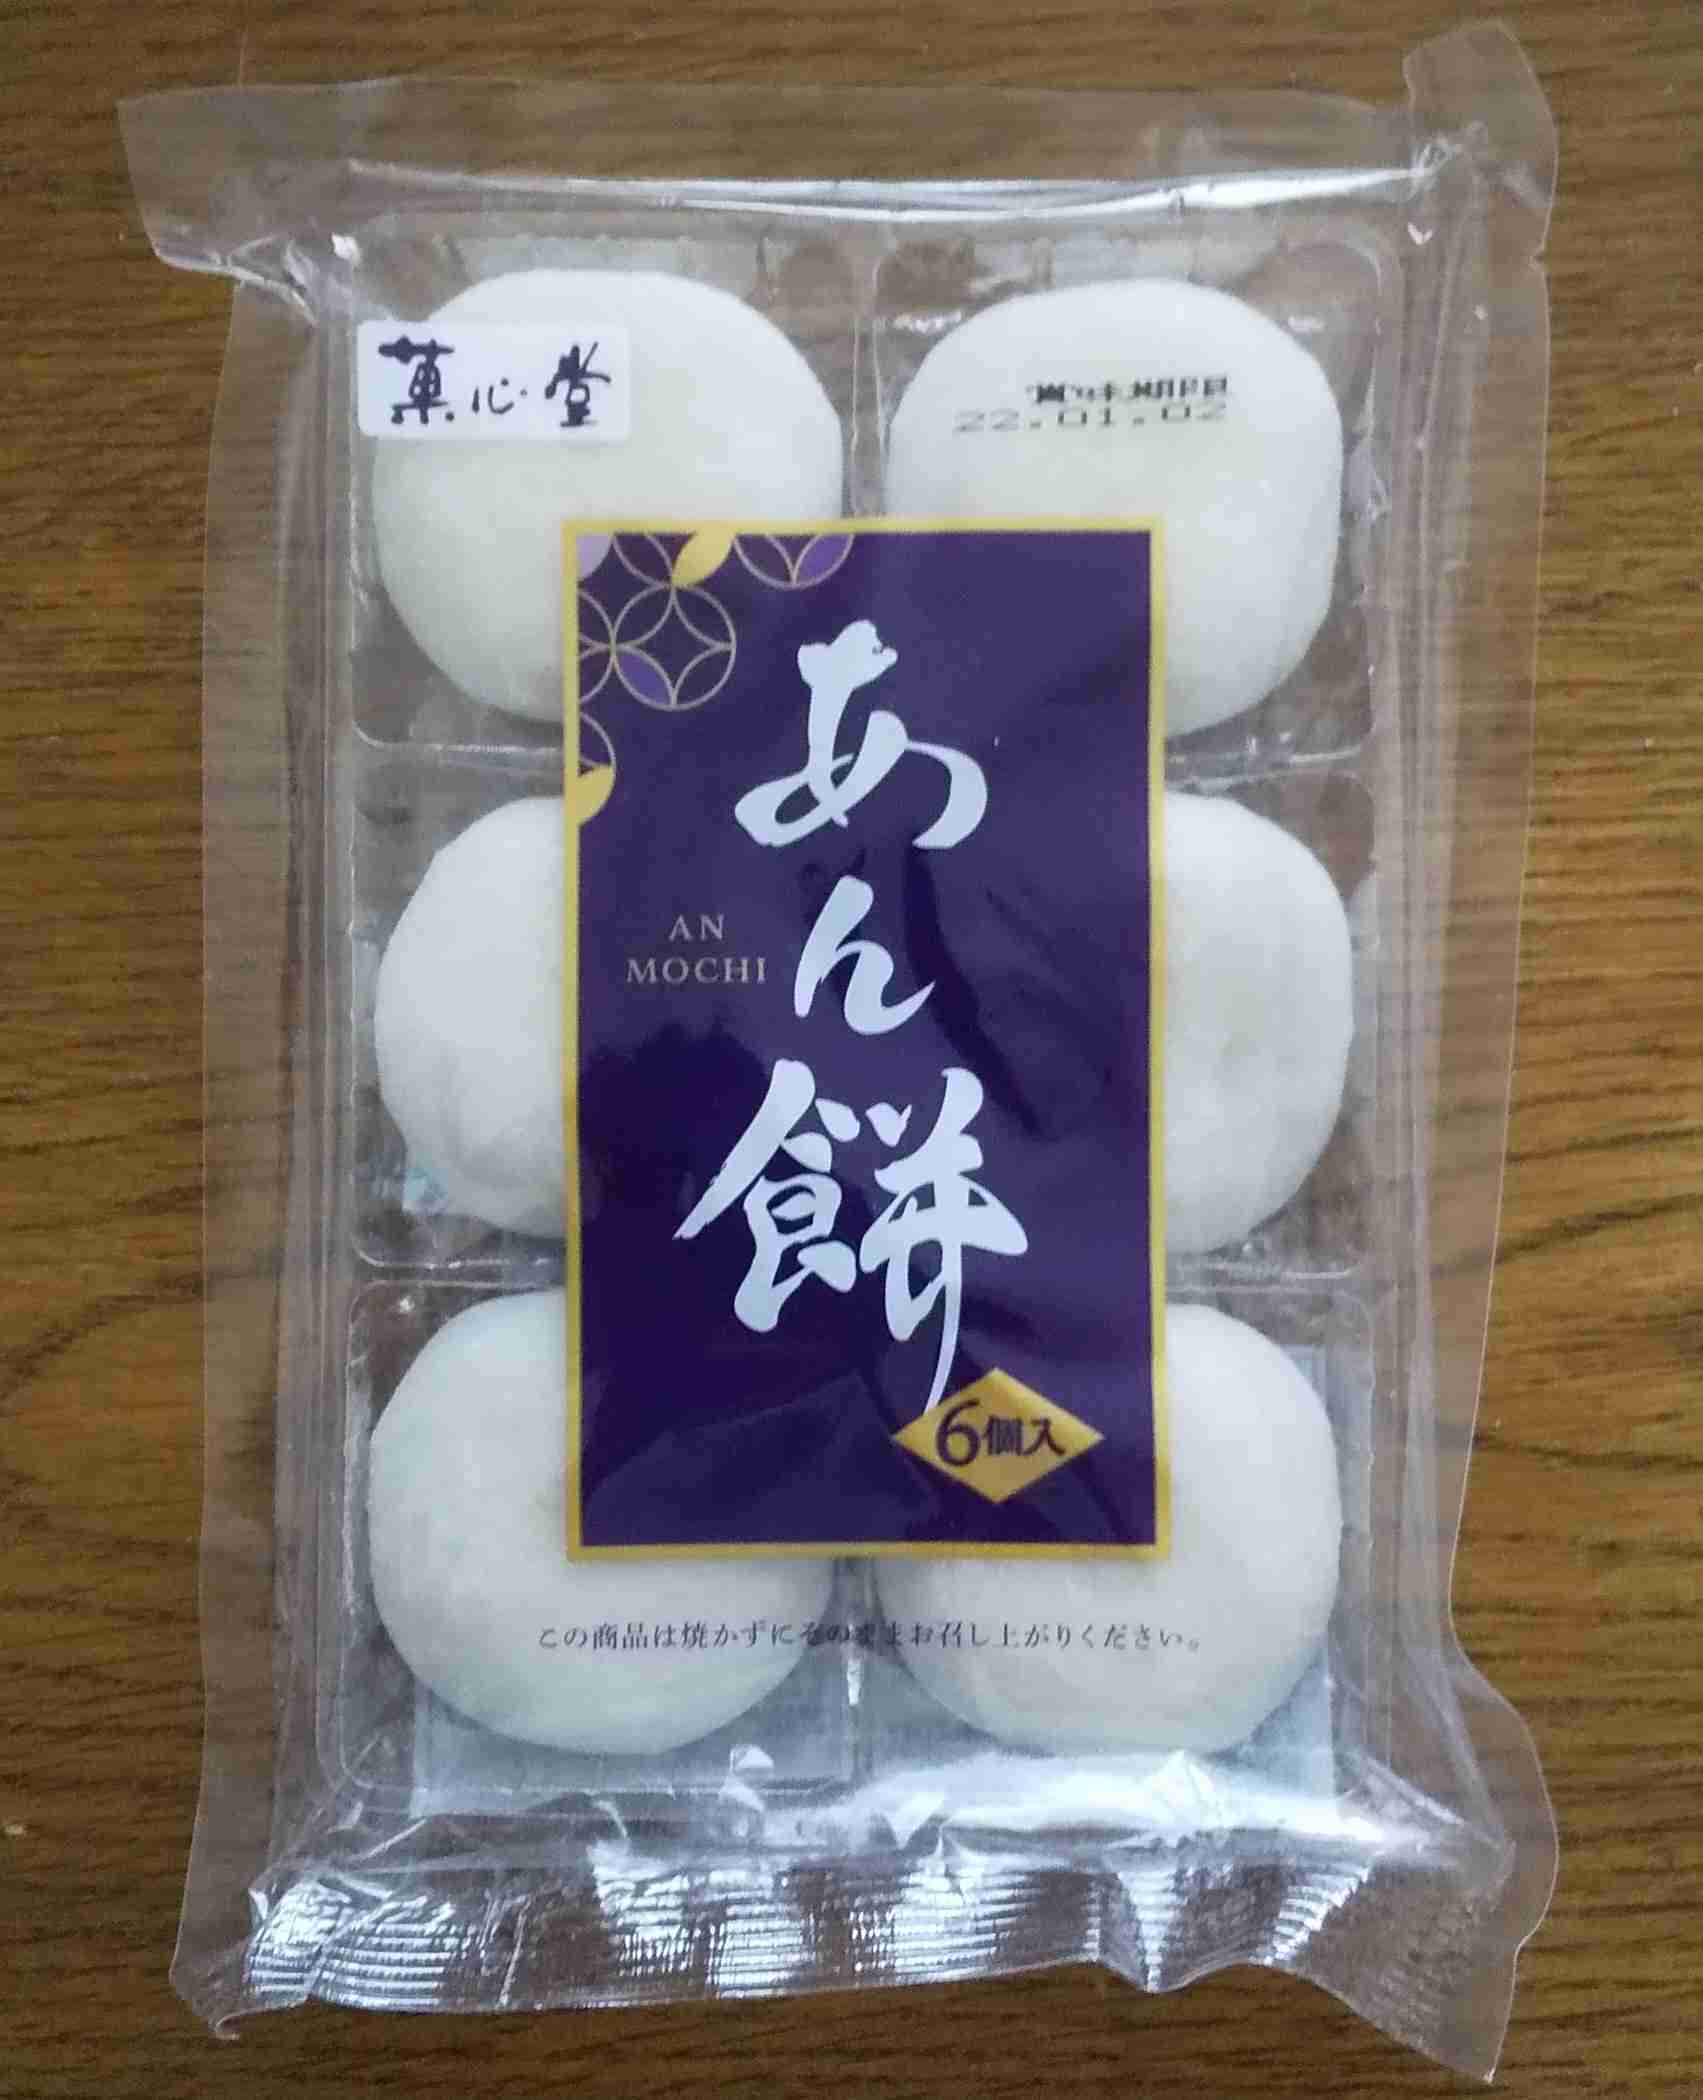 菓心堂
賞味期限
22.01.02
あん餅
AN
MOCHI
6個入
この商品は焼かずにそのままお召し上がりください。